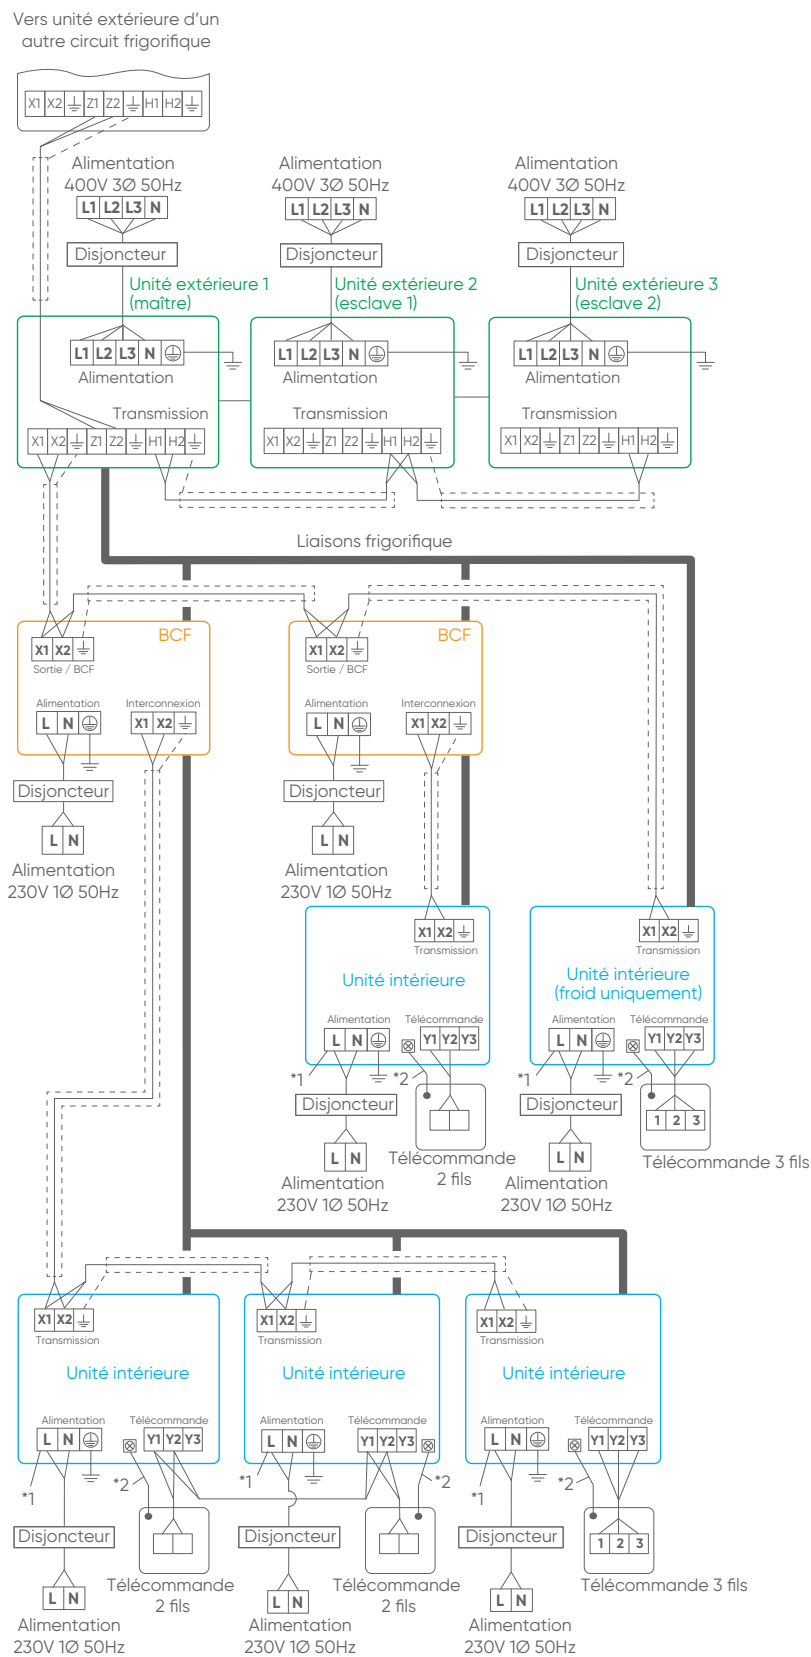 Vers unité extérieure d'un
autre circuit frigorifique
X1 X2 Z1 Z2 H1 H2
Alimentation
400V 3Ø 50Hz
L1 L2 L3 N
Disjoncteur
Alimentation
400V 3Ø 50Hz
L1 L2 L3 N
Disjoncteur
Alimentation
400V 3Ø 50Hz
L1 L2 L3 N
Disjoncteur
Unité extérieure 1
(maître)
L1 L2 L3 N
Alimentation
Transmission
X1 X2 Z1 Z2 H1 H2
Unité extérieure 2
(esclave 1)
L1 L2 L3 N
Alimentation
Transmission
X1 X2 Z1 Z2 H1 H2
Unité extérieure 3
(esclave 2)
L1 L2 L3 N
Alimentation
Transmission
X1 X2 Z1 Z2 H1 H2
Liaisons frigorifique
BCF
X1 X2
Sortie / BCF
Alimentation
L N
Interconnexion
X1 X2
Disjoncteur
L N
Alimentation
230V 1Ø 50Hz
BCF
X1 X2
Sortie / BCF
Alimentation
L N
Interconnexion
X1 X2
Disjoncteur
L N
Alimentation
230V 1Ø 50Hz
X1 X2
Transmission
Unité intérieure
Alimentation
L N
Télécommande
Y1 Y2 Y3
*1
*2
Disjoncteur
L N
Alimentation
230V 1Ø 50Hz
Télécommande
2 fils
X1 X2
Transmission
Unité intérieure
(froid uniquement)
Alimentation
L N
Télécommande
Y1 Y2 Y3
*1
*2
Disjoncteur
L N
Alimentation
230V 1Ø 50Hz
1 2 3
Télécommande 3 fils
X1 X2
Transmission
Unité intérieure
Alimentation
L N
Télécommande
Y1 Y2 Y3
*1
*2
Disjoncteur
L N
Alimentation
230V 1Ø 50Hz
Télécommande
2 fils
X1 X2
Transmission
Unité intérieure
Alimentation
L N
Télécommande
Y1 Y2 Y3
*1
*2
Disjoncteur
L N
Alimentation
230V 1Ø 50Hz
Télécommande
2 fils
X1 X2
Transmission
Unité intérieure
Alimentation
L N
Télécommande
Y1 Y2 Y3
*1
*2
Disjoncteur
L N
Alimentation
230V 1Ø 50Hz
1 2 3
Télécommande 3 fils